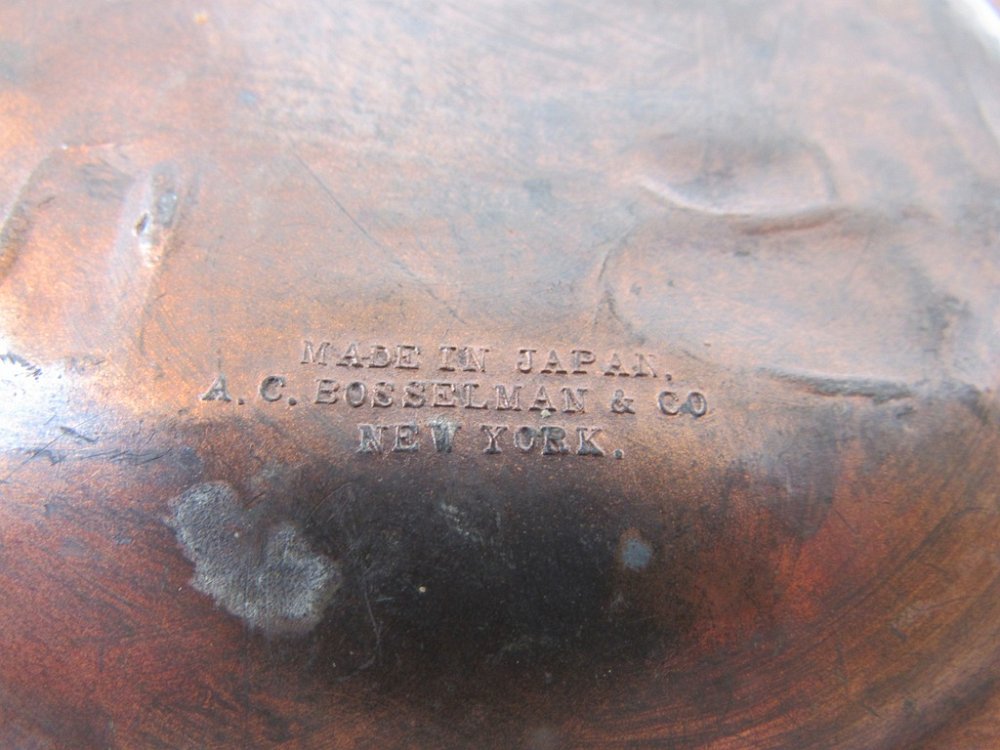 MADE IN JAPAN.
A. C. BOSSELMAN & CO
NEW YORK.